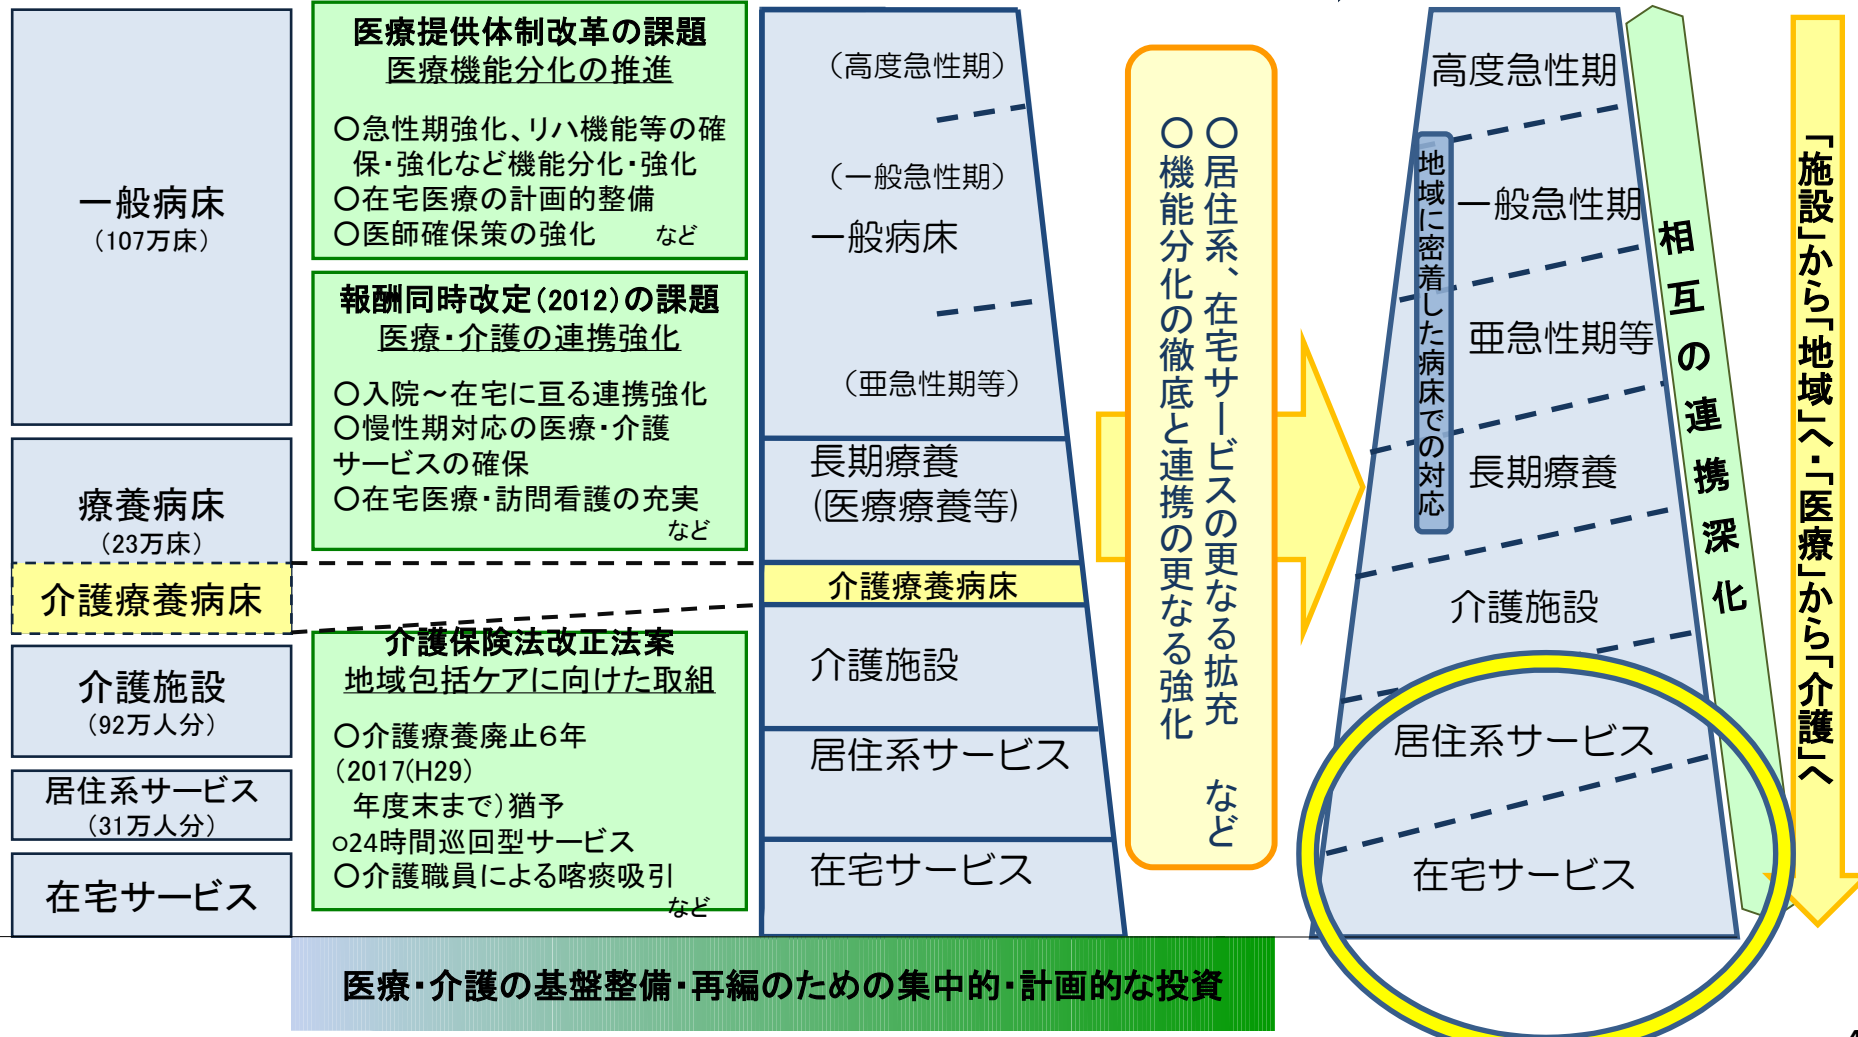 一般病床
(107万床)
療養病床
(23万床)
介護療養病床
介護施設
(92万人分)
居住系サービス
(31万人分)
在宅サービス
医療提供体制改革の課題
医療機能分化の推進
○急性期強化、リハ機能等の確
保・強化など機能分化・強化
○在宅医療の計画的整備
○医師確保策の強化 など
報酬同時改定(2012)の課題
医療・介護の連携強化
○入院~在宅に亘る連携強化
○慢性期対応の医療・介護
サービスの確保
○在宅医療・訪問看護の充実
など
介護保険法改正法案
地域包括ケアに向けた取組
○介護療養廃止6年
(2017(H29)
年度末まで)猶予
○24時間巡回型サービス
○介護職員による喀痰吸引
など
(高度急性期)
(一般急性期)
一般病床
(亜急性期等)
長期療養
(医療療養等)
介護療養病床
介護施設
居住系サービス
在宅サービス
○居住系、在宅サービスの更なる拡充 など
○機能分化の徹底と連携の更なる強化
高度急性期
一般急性期
亜急性期等
長期療養
介護施設
居住系サービス
在宅サービス
地域に密着した病床での対応
相互の連携深化
「施設」から「地域」へ・「医療」から「介護」へ
医療・介護の基盤整備・再編のための集中的・計画的な投資